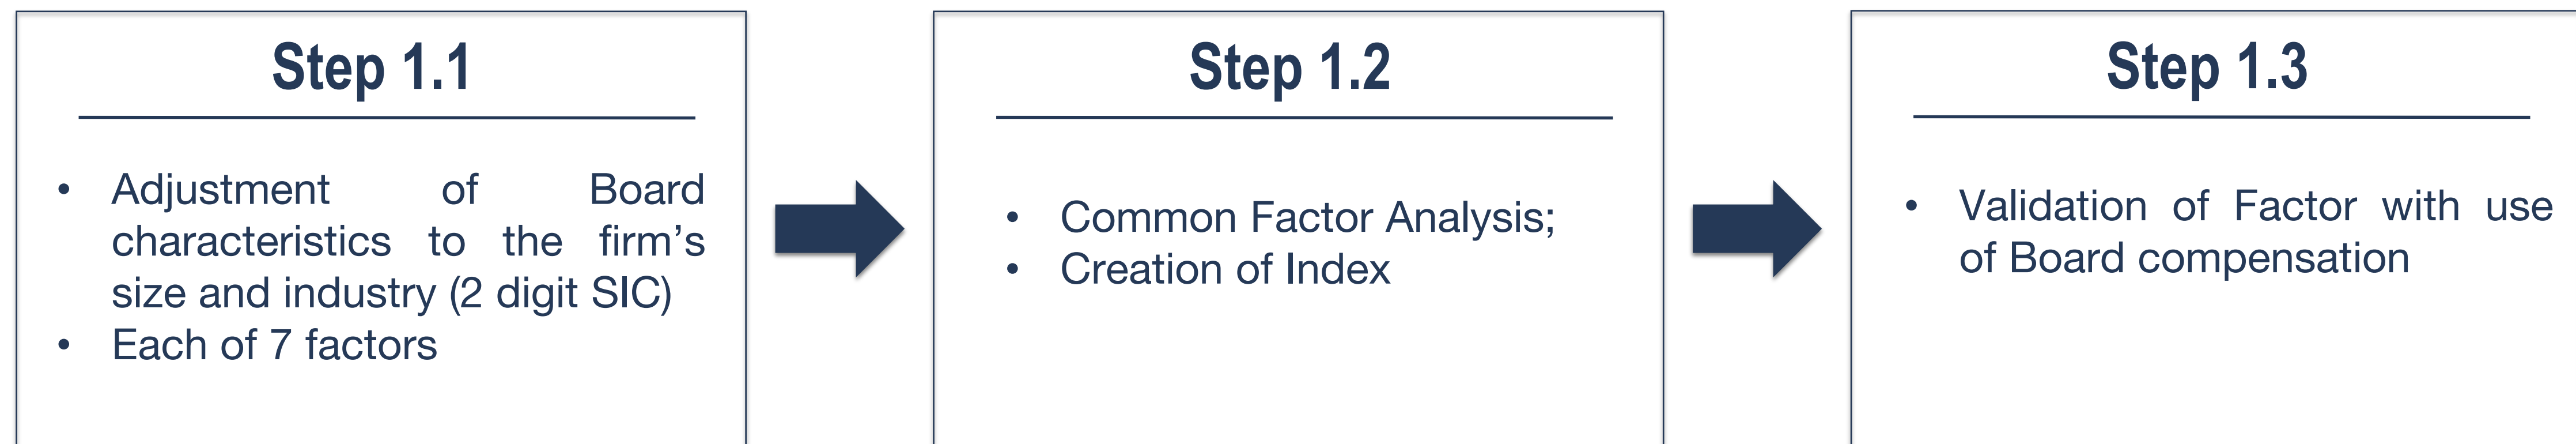 Step 1.1
• Adjustment of Board
characteristics to the firm’s
size and industry (2 digit SIC)
• Each of 7 factors
Step 1.2
• Common Factor Analysis;
• Creation of Index
Step 1.3
• Validation of Factor with use
of Board compensation